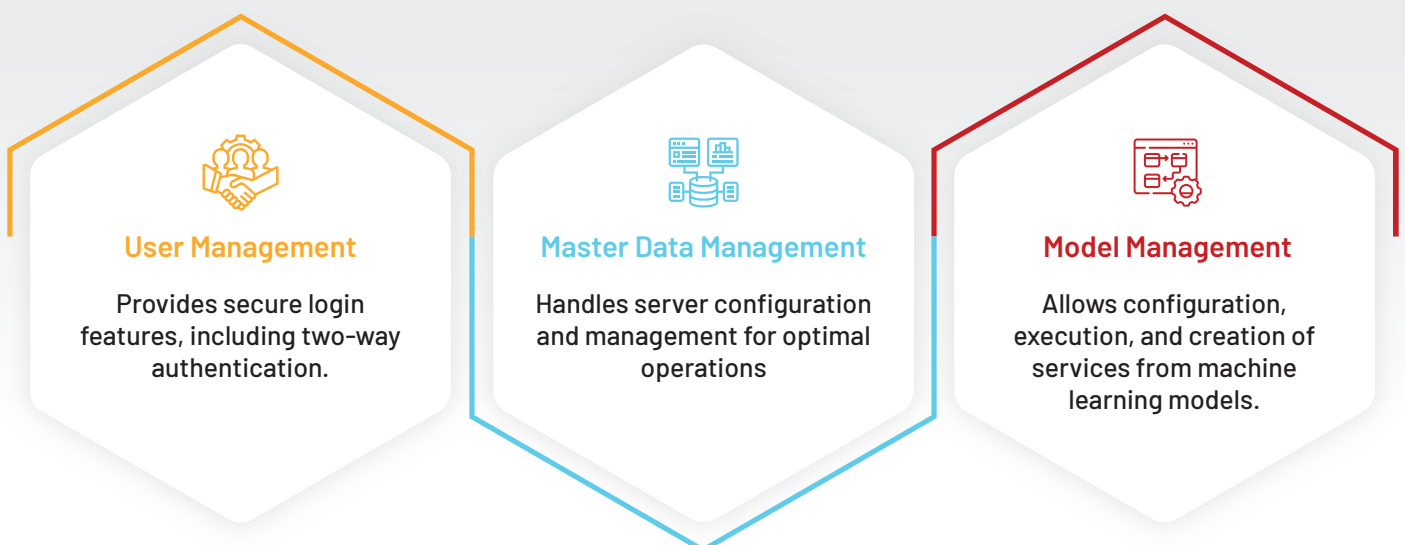 User Management
Provides secure login
features, including two-way
authentication.
Master Data Management
Handles server configuration
and management for optimal
operations
Model Management
Allows configuration,
execution, and creation of
services from machine
learning models.